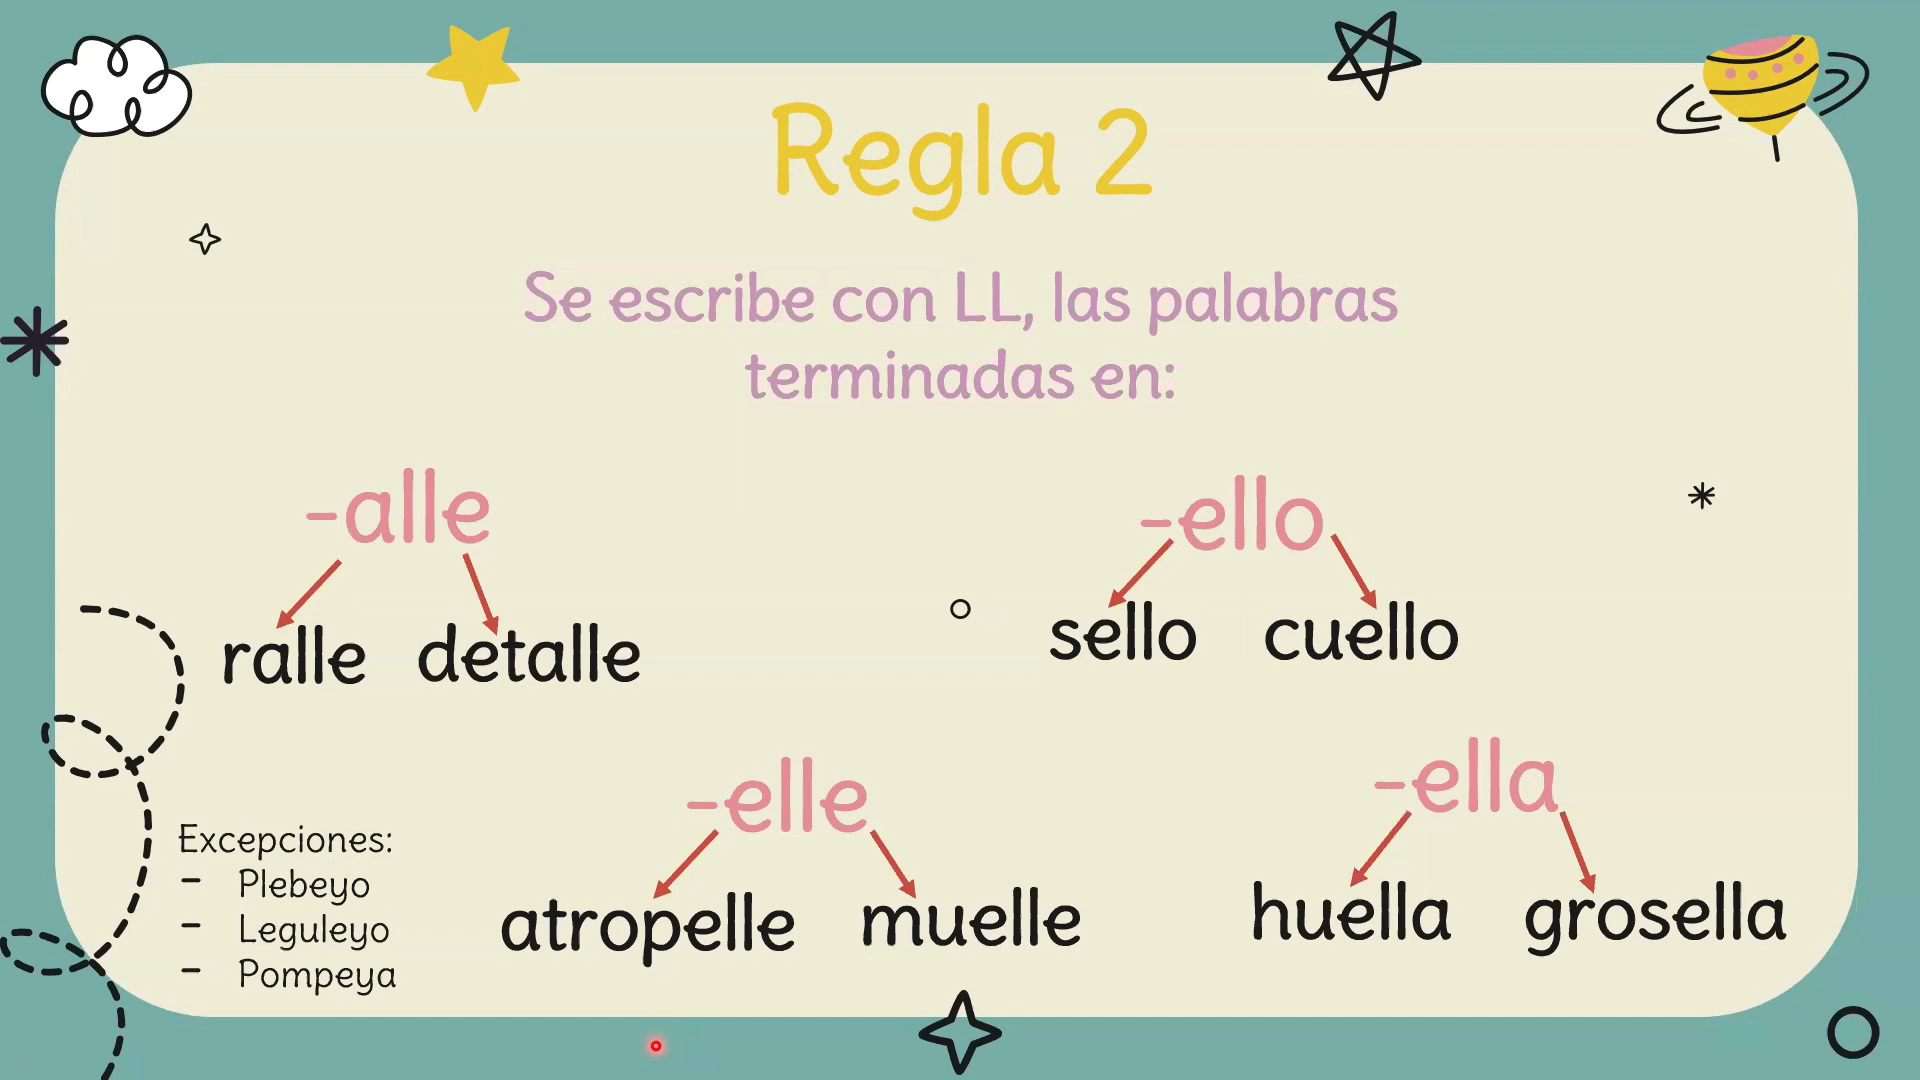 Regla 2
Se escribe con LL, las palabras
terminadas en:
-alle
ralle detalle
-ello
sello cuello
-elle
atropelle muelle
-ella
huella grosella
Excepciones:
- Plebeyo
- Leguleyo
- Pompeya